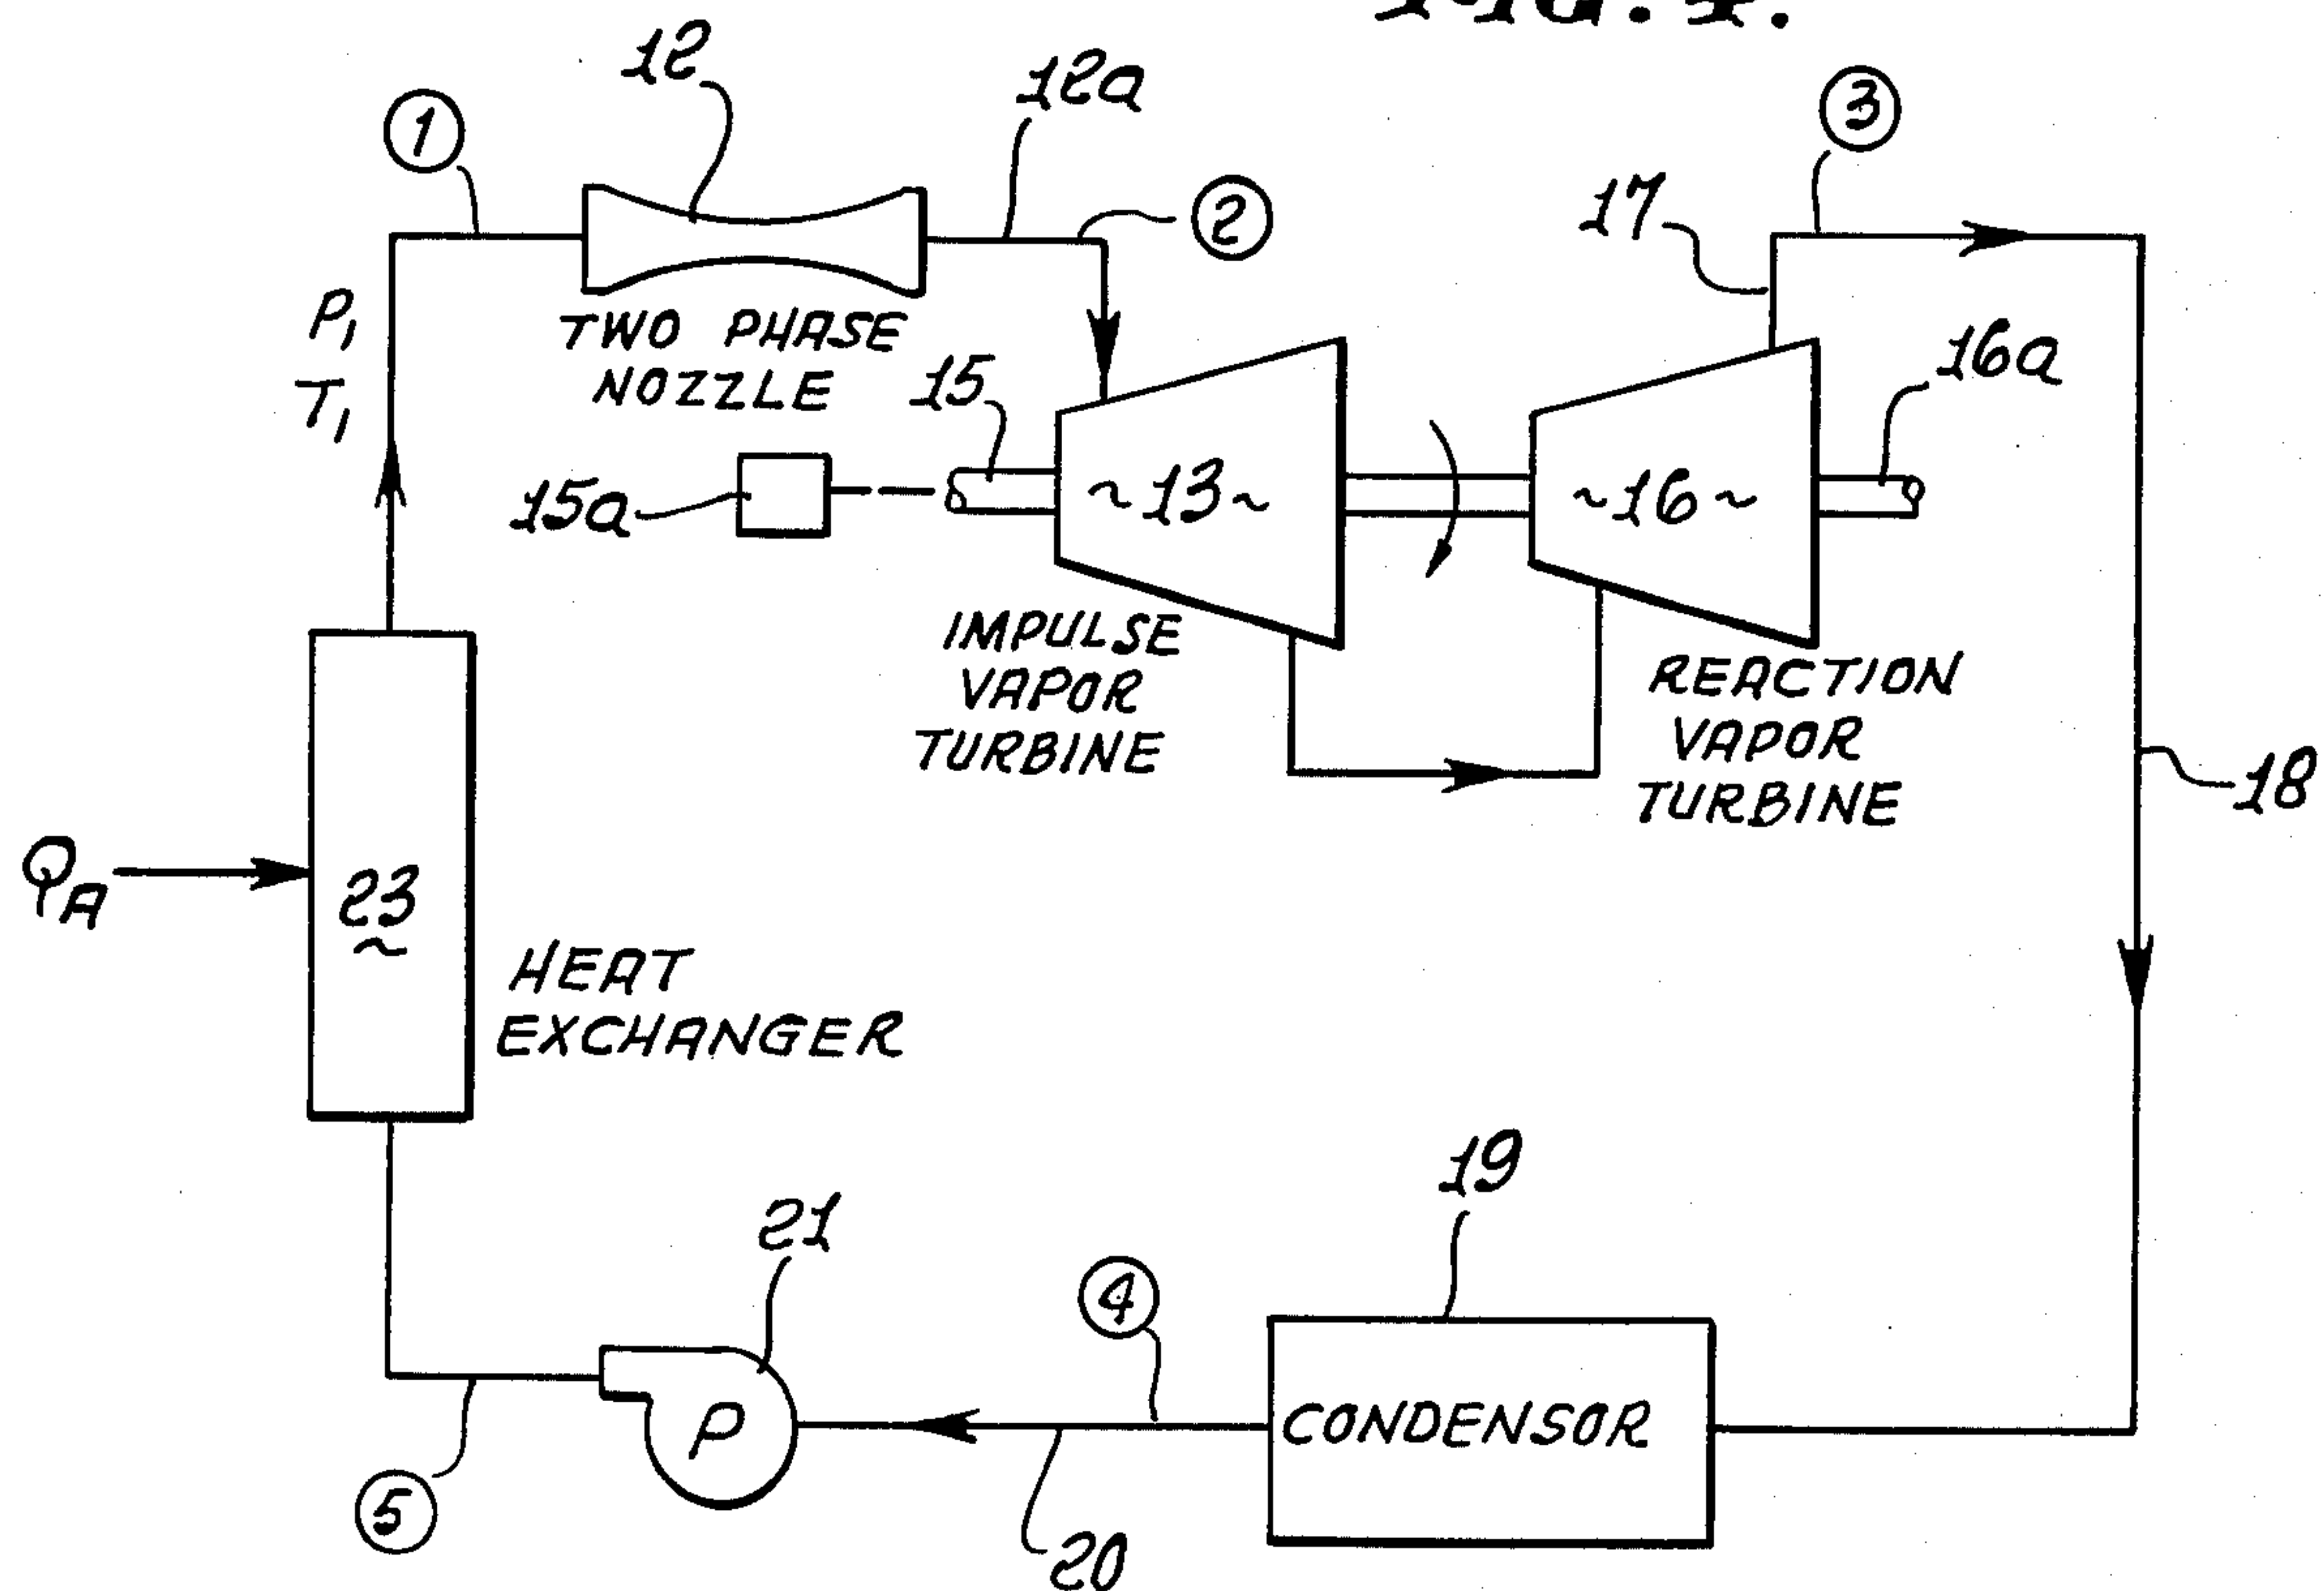 12
12a
1
3
2
17
P1
T1
TWO PHASE
NOZZLE
15
16a
15a
~13~
~16~
IMPULSE
VAPOR
TURBINE
REACTION
VAPOR
TURBINE
18
QA
23
HEAT
EXCHANGER
19
21
4
CONDENSOR
P
5
20